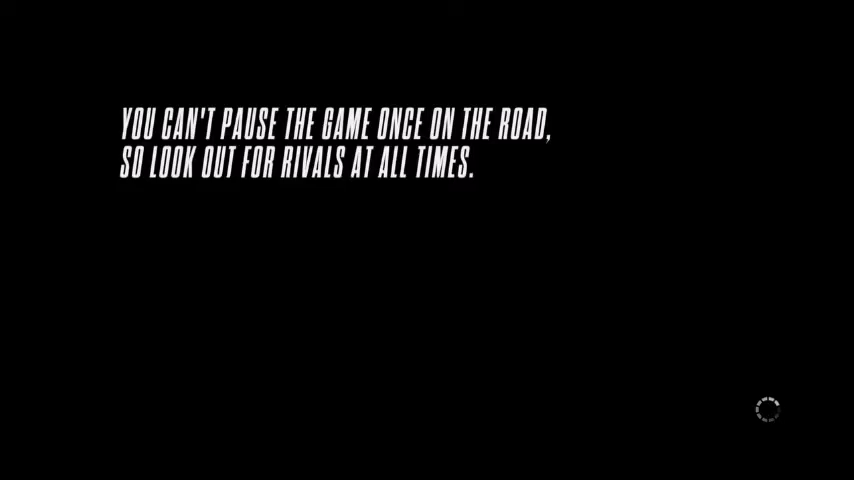 YOU CAN'T PAUSE THE GAME ONCE ON THE ROAD,
SO LOOK OUT FOR RIVALS AT ALL TIMES.